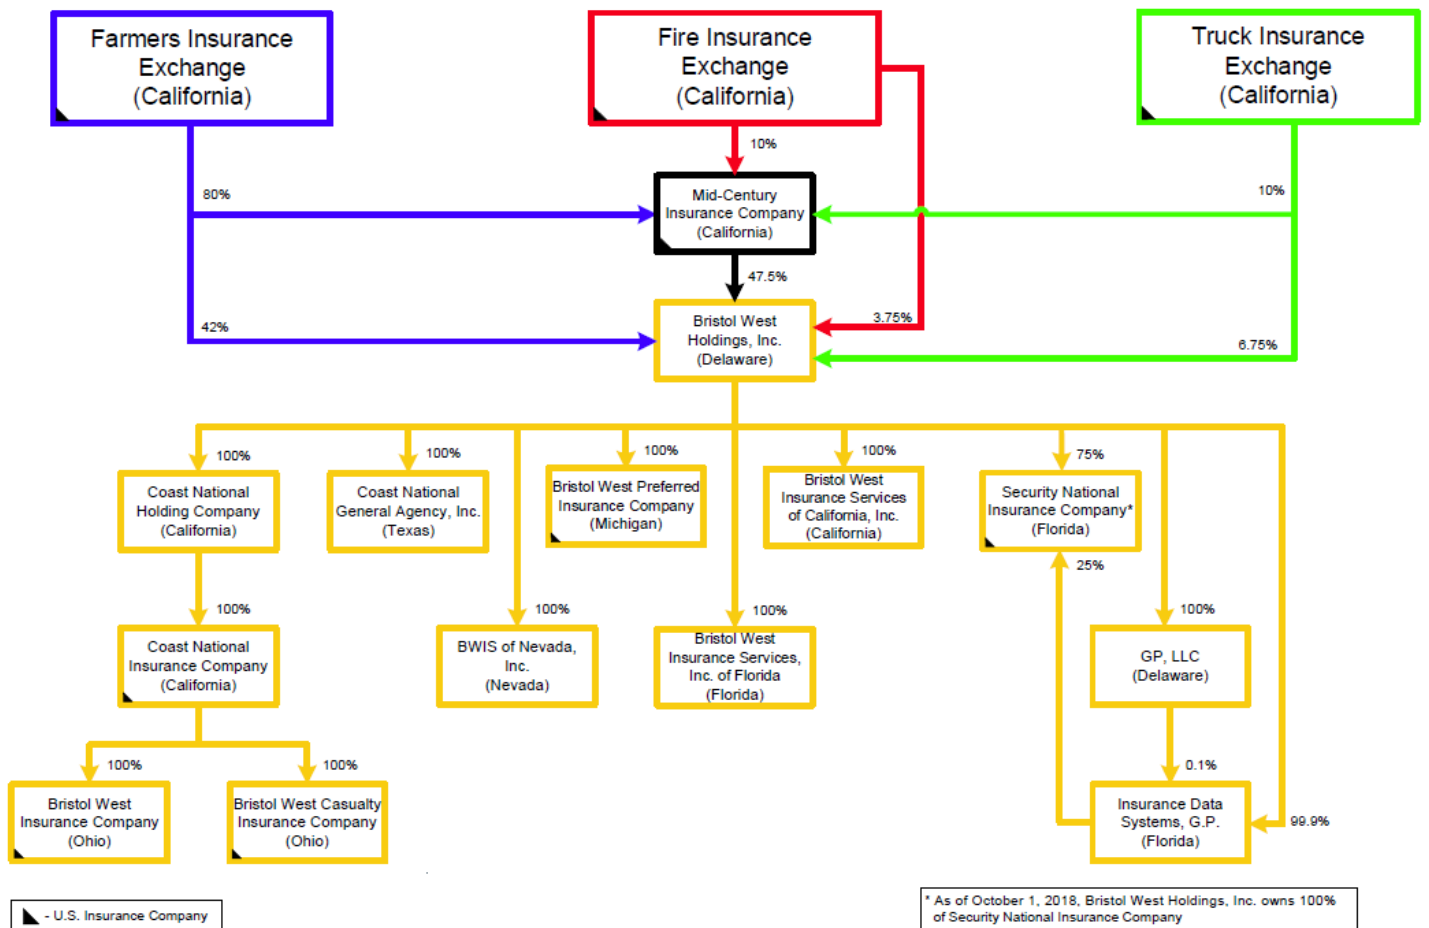 Farmers Insurance
Exchange
(California)
Fire Insurance
Exchange
(California)
Truck Insurance
Exchange
(California)
10%
80%
10%
Mid-Century
Insurance Company
(California)
47.5%
42%
3.75%
6.75%
Bristol West
Holdings, Inc.
(Delaware)
100%
100%
100%
100%
75%
Coast National
Holding Company
(California)
Coast National
General Agency, Inc.
(Texas)
Bristol West Preferred
Insurance Company
(Michigan)
Bristol West
Insurance Services
of California, Inc.
(California)
Security National
Insurance Company*
(Florida)
25%
100%
100%
100%
100%
Coast National
Insurance Company
(California)
BWIS of Nevada,
Inc.
(Nevada)
Bristol West
Insurance Services,
Inc. of Florida
(Florida)
GP, LLC
(Delaware)
100%
100%
0.1%
Bristol West
Insurance Company
(Ohio)
Bristol West Casualty
Insurance Company
(Ohio)
Insurance Data
Systems, G.P.
(Florida)
99.9%
- U.S. Insurance Company
* As of October 1, 2018, Bristol West Holdings, Inc. owns 100%
of Security National Insurance Company